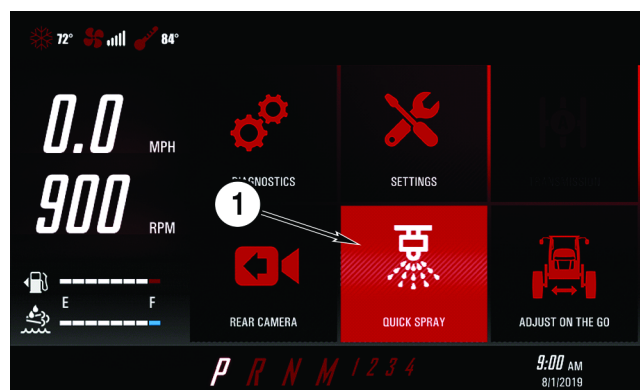 72° 84°
0.0 MPH
900 RPM
E F
DIAGNOSTICS SETTINGS
1
REAR CAMERA QUICK SPRAY ADJUST ON THE GO
P R N M 1 2 3 4
9:00 AM
8/1/2019